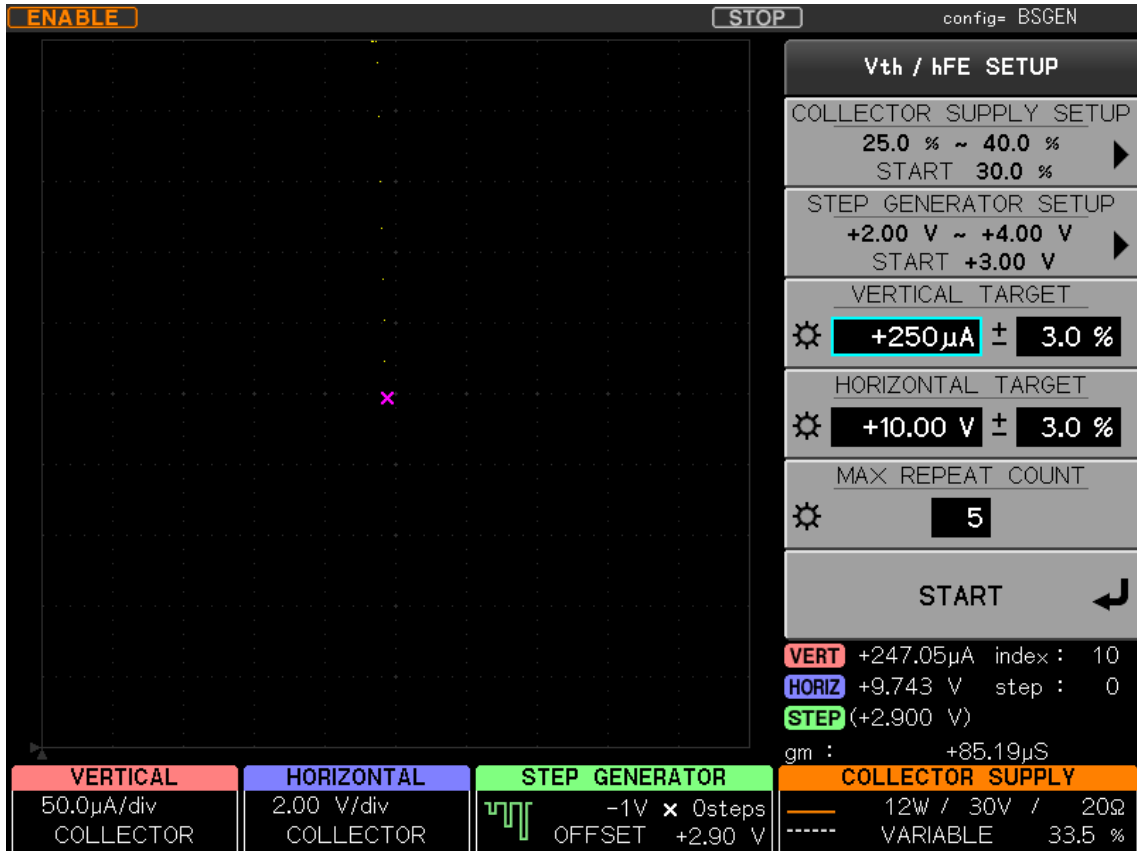 ENABLE STOP config= BSGEN
Vth / hFE SETUP
COLLECTOR SUPPLY SETUP
25.0 % ~ 40.0 %
START 30.0 %
STEP GENERATOR SETUP
+2.00 V ~ +4.00 V
START +3.00 V
VERTICAL TARGET
+250µA ± 3.0 %
HORIZONTAL TARGET
+10.00 V ± 3.0 %
MAX REPEAT COUNT
5
START
VERT +247.05µA index : 10
HORIZ +9.743 V step : 0
STEP (+2.900 V)
gm : +85.19µS
VERTICAL
50.0µA/div
COLLECTOR
HORIZONTAL
2.00 V/div
COLLECTOR
STEP GENERATOR
-1V × 0steps
OFFSET +2.90 V
COLLECTOR SUPPLY
12W / 30V / 20Ω
VARIABLE 33.5 %